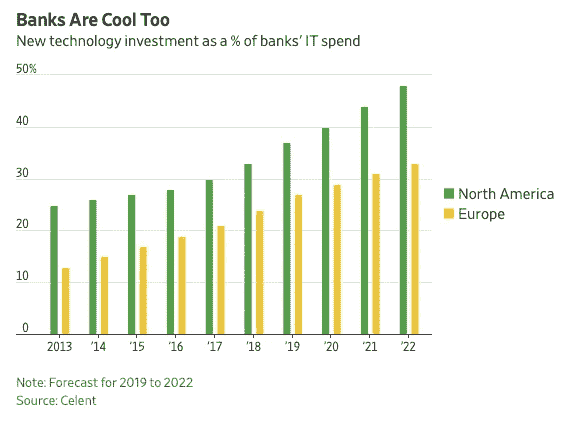 Banks Are Cool Too
New technology investment as a % of banks’ IT spend
50%
40
30
20
10
0
2013 ’14 ’15 ’16 ’17 ’18 ’19 ’20 ’21 ’22
North America
Europe
Note: Forecast for 2019 to 2022
Source: Celent